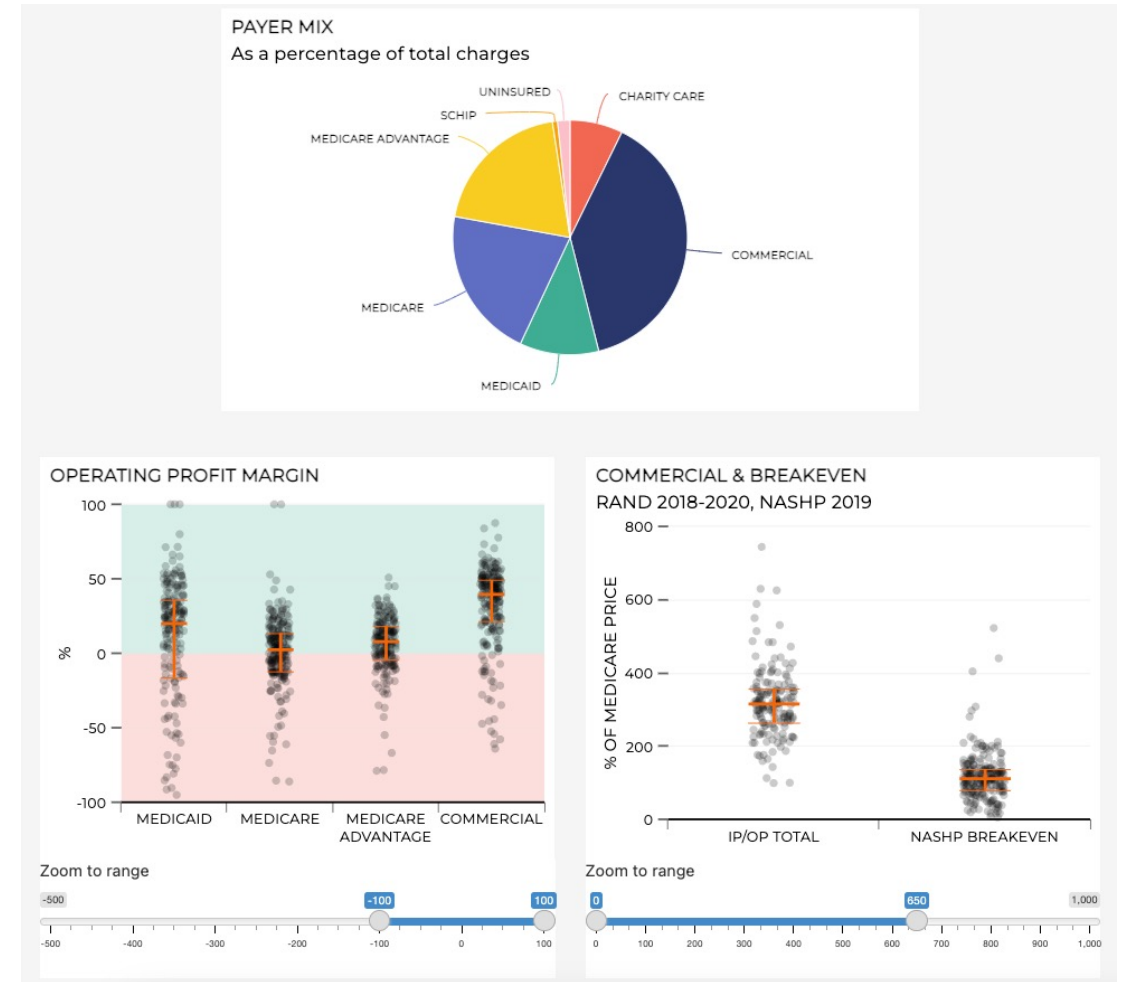 PAYER MIX
As a percentage of total charges
UNINSURED
CHARITY CARE
SCHIP
MEDICARE ADVANTAGE
COMMERCIAL
MEDICARE
MEDICAID
OPERATING PROFIT MARGIN
100
50
0
-50
-100
%
MEDICAID
MEDICARE
MEDICARE ADVANTAGE
COMMERCIAL
Zoom to range
-500
-100
100
-500
-400
-300
-200
-100
0
100
COMMERCIAL & BREAKEVEN
RAND 2018-2020, NASHP 2019
800
600
400
200
0
% OF MEDICARE PRICE
IP/OP TOTAL
NASHP BREAKEVEN
Zoom to range
0
650
1,000
0
100
200
300
400
500
600
700
800
900
1,000